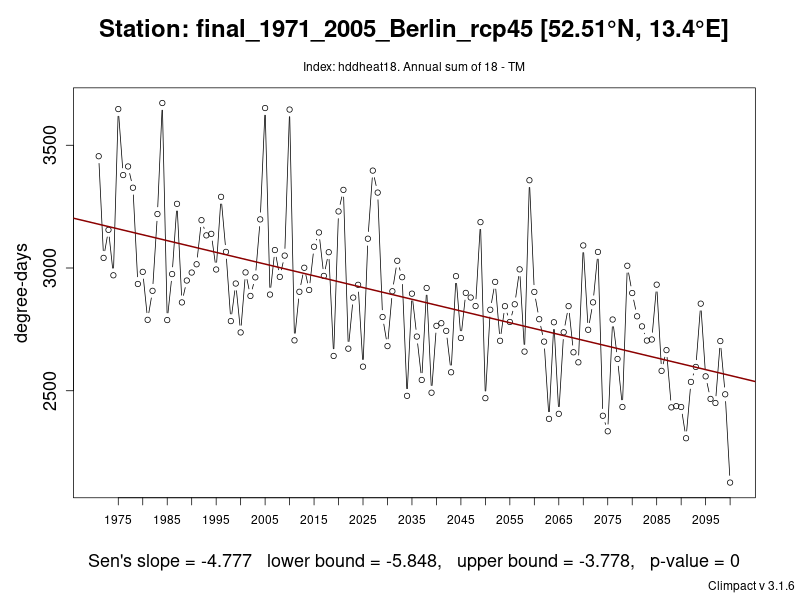 Station: final_1971_2005_Berlin_rcp45 [52.51°N, 13.4°E]
Index: hddheat18. Annual sum of 18 - TM
degree-days
3500
3000
2500
1975 1985 1995 2005 2015 2025 2035 2045 2055 2065 2075 2085 2095
Sen's slope = -4.777 lower bound = -5.848, upper bound = -3.778, p-value = 0
Climpact v 3.1.6